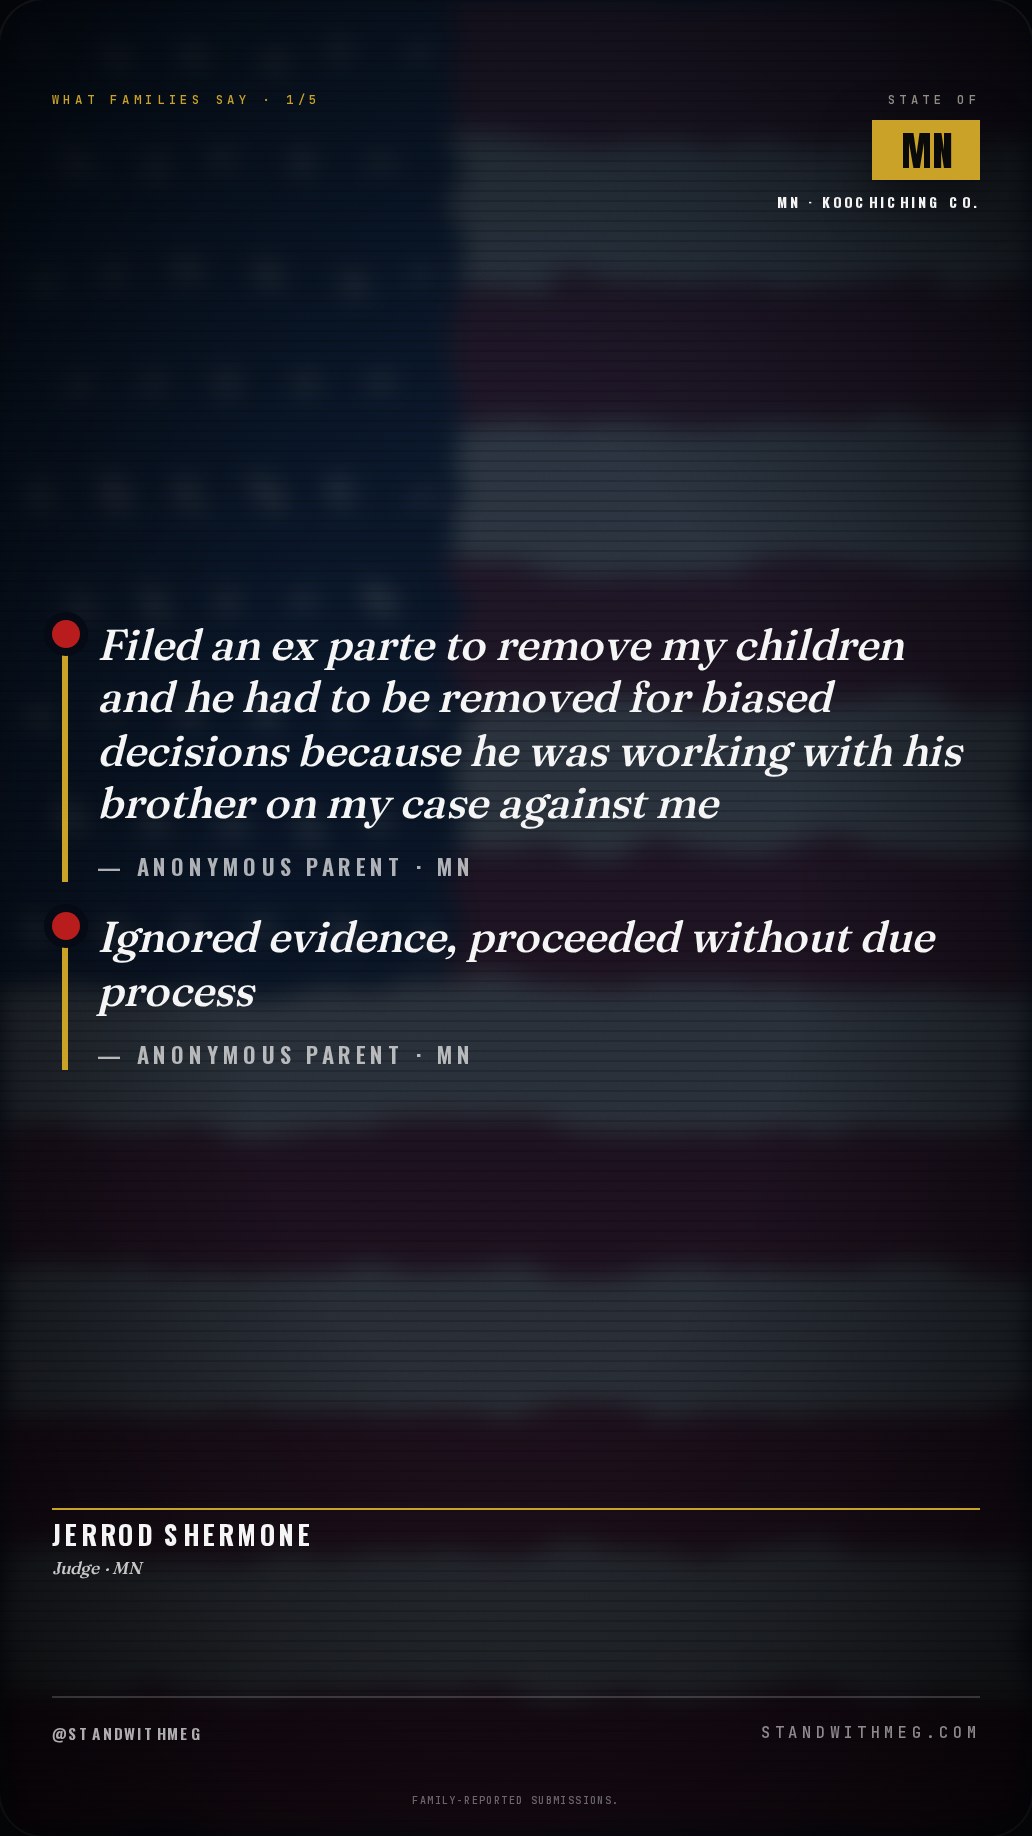 WHAT FAMILIES SAY · 1/5
STATE OF
MN
MN · KOOCHICHING CO.
Filed an ex parte to remove my children
and he had to be removed for biased
decisions because he was working with his
brother on my case against me
— ANONYMOUS PARENT · MN
Ignored evidence, proceeded without due
process
— ANONYMOUS PARENT · MN
JERROD SHERMONE
Judge · MN
@STANDWITHMEG
STANDWITHMEG.COM
FAMILY-REPORTED SUBMISSIONS.